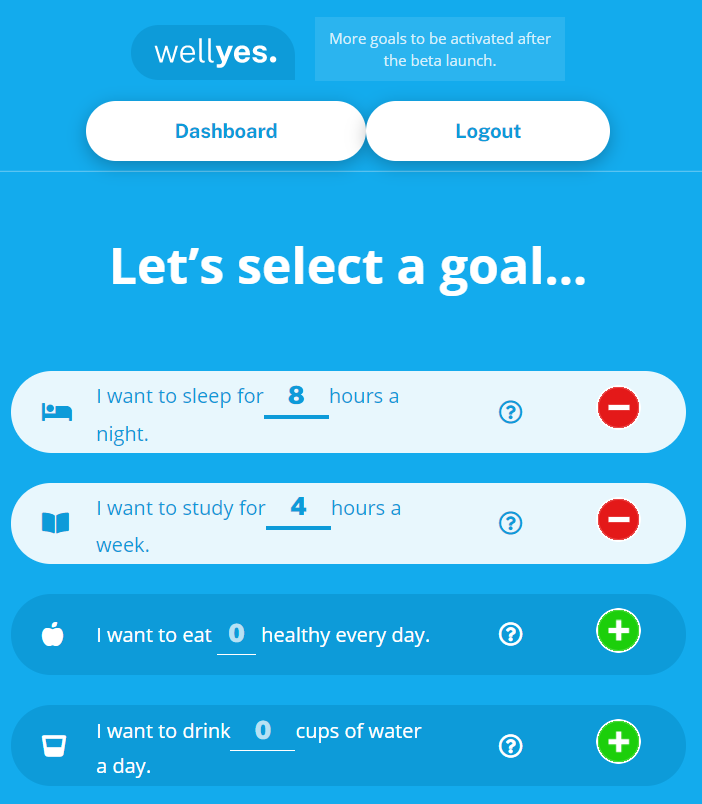 wellyes.
More goals to be activated after
the beta launch.
Dashboard
Logout
Let’s select a goal...
I want to sleep for 8 hours a
night.
I want to study for 4 hours a
week.
I want to eat 0 healthy every day.
I want to drink 0 cups of water
a day.